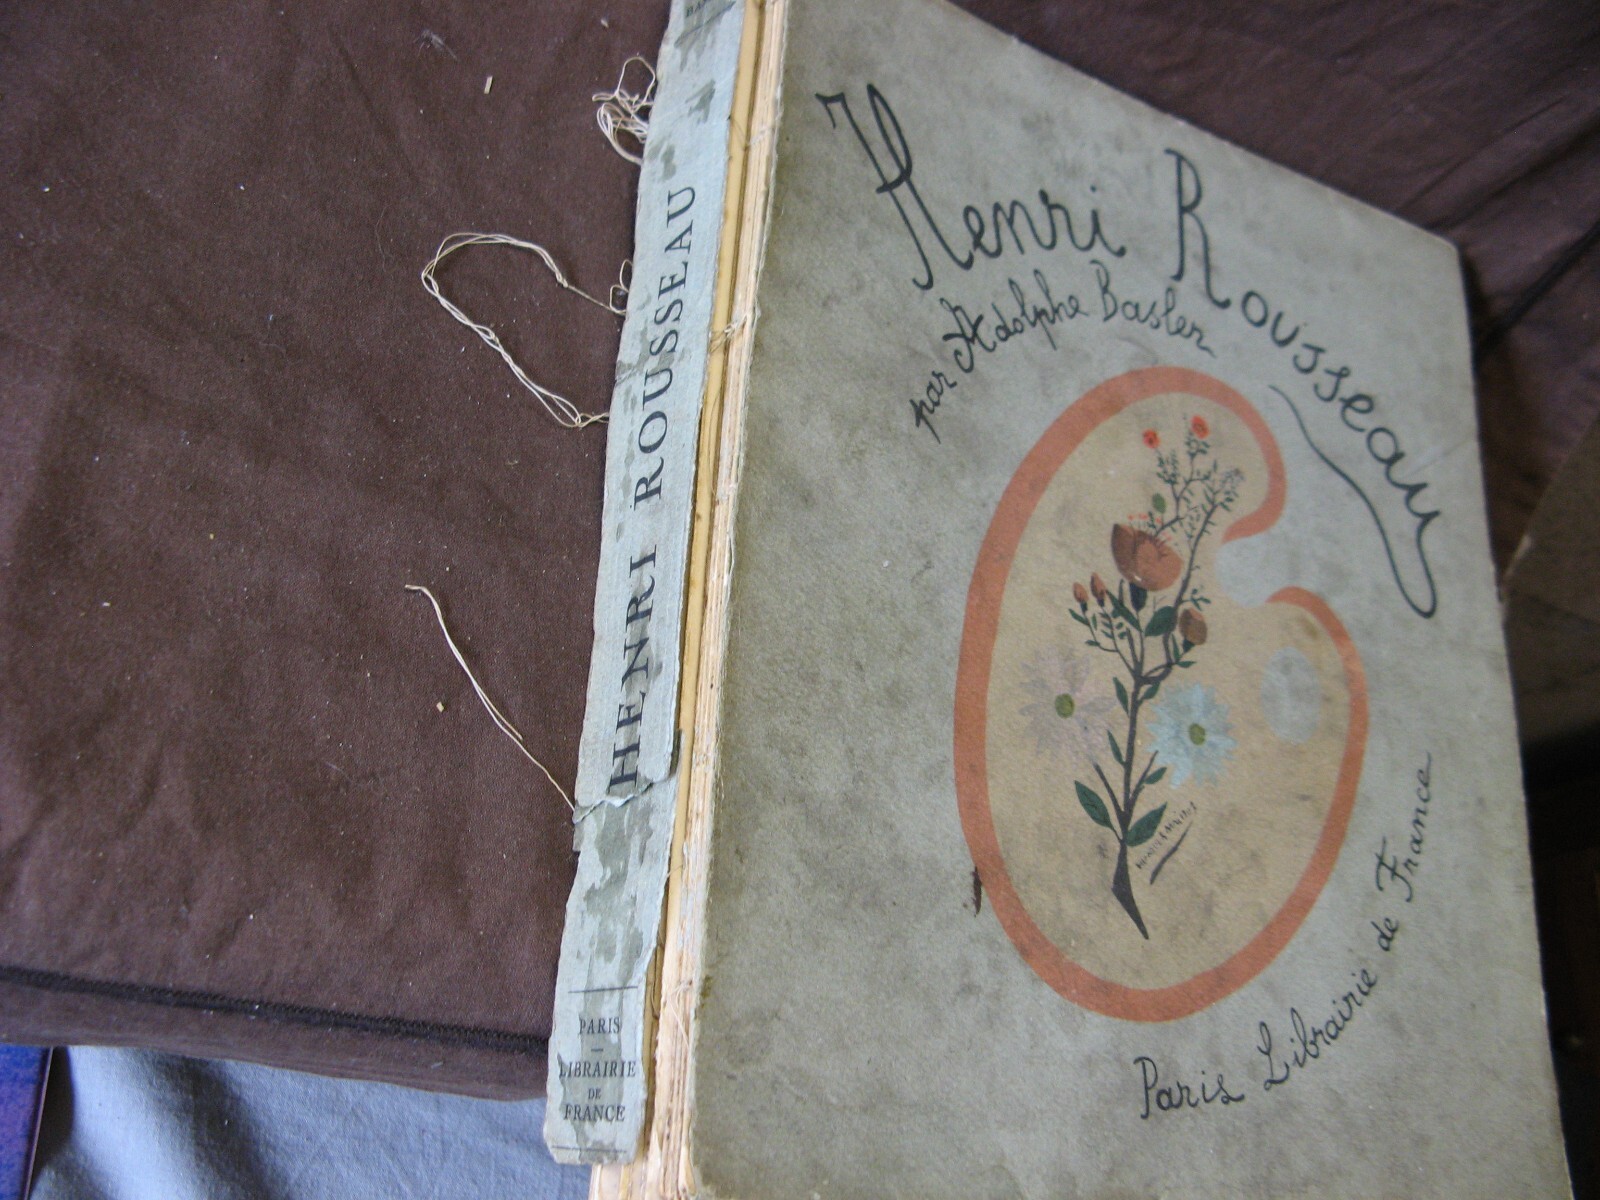 HENRI ROUSSEAU
PARIS
LIBRAIRIE
DE
FRANCE
Henri Rousseau
par Adolphe Basler
Paris Librairie de France